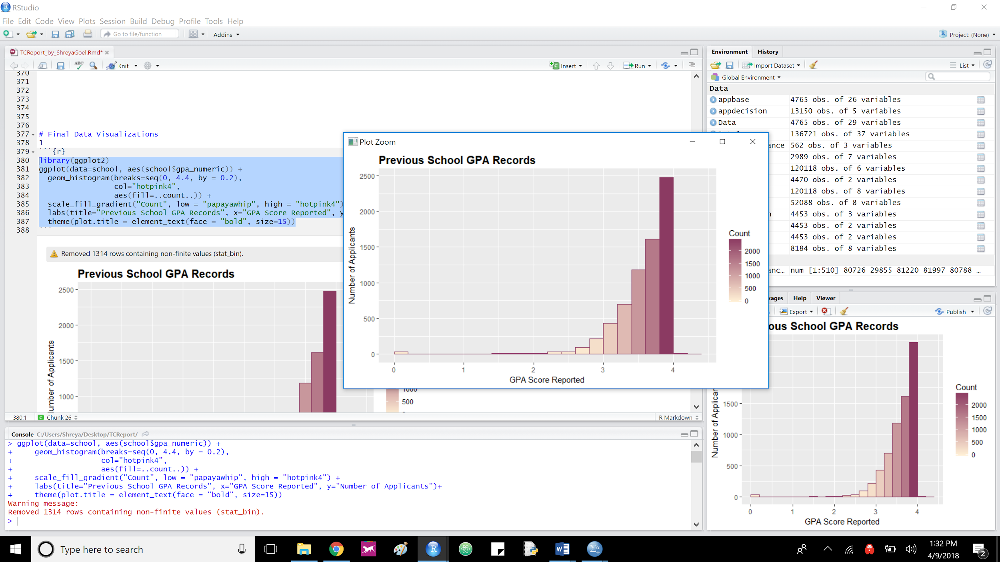 RStudio
File Edit Code View Plots Session Build Debug Profile Tools Help
Go to file/function
Addins
Project: (None)
TCReport_by_ShreyaGoel.Rmd*
ABC
Knit
Insert
Run
370
371
372
373
374
375
376
377 # Final Data Visualizations
378 1
379 ```{r}
380 library(ggplot2)
381 ggplot(data=school, aes(school$gpa_numeric)) +
382 geom_histogram(breaks=seq(0, 4.4, by = 0.2),
383 col="hotpink4",
384 aes(fill=..count..)) +
385 scale_fill_gradient("Count", low = "papayawhip", high = "hotpink4")
386 labs(title="Previous School GPA Records", x="GPA Score Reported", y
387 theme(plot.title = element_text(face = "bold", size=15))
388 ```
Removed 1314 rows containing non-finite values (stat_bin).
Previous School GPA Records
2500
2000
1500
1000
Number of Applicants
1000
500
380:1
Chunk 26
R Markdown
Plot Zoom
Previous School GPA Records
2500
2000
1500
1000
500
0
Number of Applicants
0 1 2 3 4
GPA Score Reported
Count
2000
1500
1000
500
0
Console C:/Users/Shreya/Desktop/TCReport/
> ggplot(data=school, aes(school$gpa_numeric)) +
+ geom_histogram(breaks=seq(0, 4.4, by = 0.2),
+ col="hotpink4",
+ aes(fill=..count..)) +
+ scale_fill_gradient("Count", low = "papayawhip", high = "hotpink4") +
+ labs(title="Previous School GPA Records", x="GPA Score Reported", y="Number of Applicants")+
+ theme(plot.title = element_text(face = "bold", size=15))
Warning message:
Removed 1314 rows containing non-finite values (stat_bin).
>
Environment History
Import Dataset
List
Global Environment
Data
appbase 4765 obs. of 26 variables
appdecision 13150 obs. of 5 variables
Data 4765 obs. of 29 variables
136721 obs. of 37 variables
ance 562 obs. of 3 variables
2989 obs. of 7 variables
120118 obs. of 6 variables
4470 obs. of 2 variables
120118 obs. of 8 variables
52088 obs. of 8 variables
4453 obs. of 3 variables
4453 obs. of 2 variables
4453 obs. of 2 variables
8184 obs. of 8 variables
anc… num [1:510] 80726 29855 81220 81997 80788 …
kages Help Viewer
Export
Publish
ous School GPA Records
1500
1000
500
0
Number of Applican
0 1 2 3 4
GPA Score Reported
Count
2000
1500
1000
500
0
Type here to search
1:32 PM
4/9/2018
2